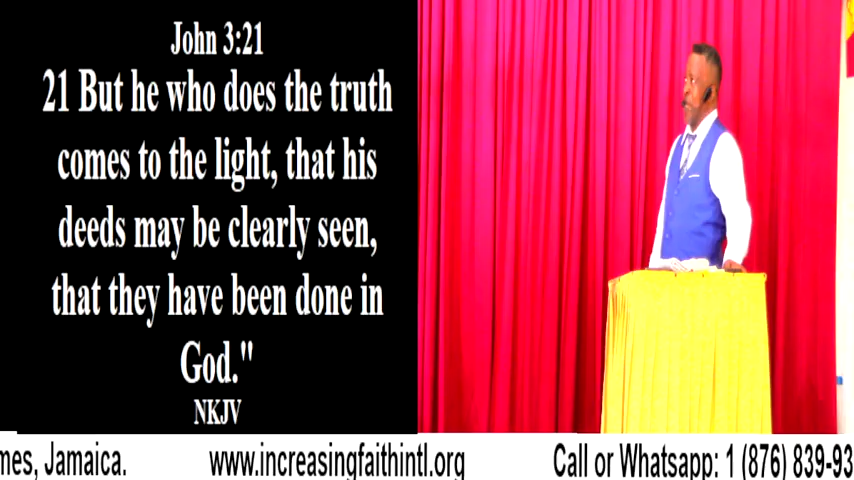 John 3:21
21 But he who does the truth
comes to the light, that his
deeds may be clearly seen,
that they have been done in
God."
NKJV
mes, Jamaica. www.increasingfaithintl.org Call or Whatsapp: 1 (876) 839-93